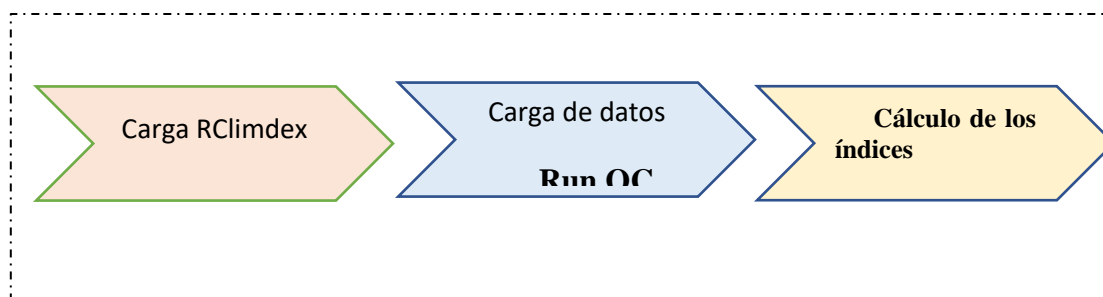 Carga RClimdex
Carga de datos
Run QC
Cálculo de los
índices